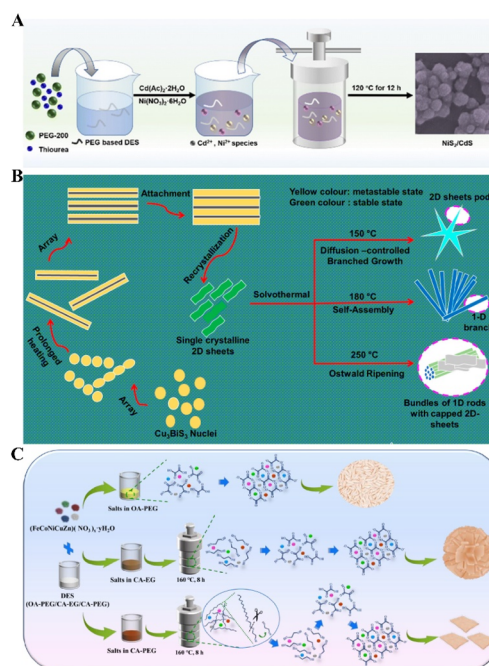 A
Cd(Ac)₂·2H₂O
Ni(NO₃)₂·6H₂O
120 °C for 12 h
PEG-200
Thiourea
PEG based DES
Cd²⁺, Ni²⁺ species
NiS₂/CdS
B
Attachment
Yellow colour: metastable state
Green colour : stable state
2D sheets pod
Array
Recrystallization
150 °C
Diffusion –controlled
Branched Growth
Solvothermal
180 °C
Self-Assembly
1-D
branc
Single crystalline
2D sheets
Prolonged
heating
250 °C
Ostwald Ripening
Array
Cu₃BiS₃ Nuclei
Bundles of 1D rods
with capped 2D-
sheets
C
Salts in OA-PEG
(FeCoNiCuZn)( NO₃)ₓ·yH₂O
Salts in CA-EG
160 °C, 8 h
DES
(OA-PEG/CA-EG/CA-PEG)
Salts in CA-PEG
160 °C, 8 h